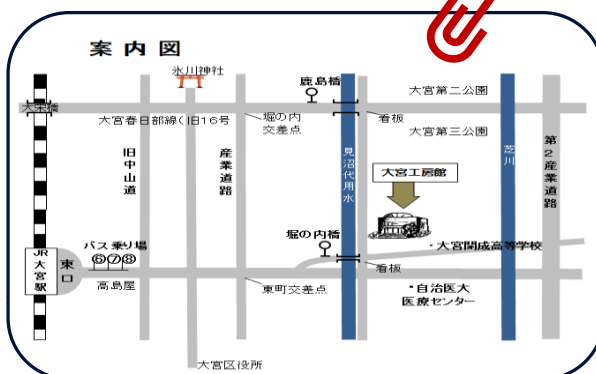 案内図
氷川神社
鹿島橋
大宮第二公園
大栄橋
大宮春日部線(旧16号
堀の内
交差点
看板
大宮第三公園
旧中山道
産業道路
見沼代用水
芝川
第2産業道路
大宮工房館
堀の内橋
・大宮開成高等学校
JR
大宮駅
東口
バス乗り場
⑥⑦⑧
高島屋
看板
東町交差点
・自治医大
医療センター
大宮区役所